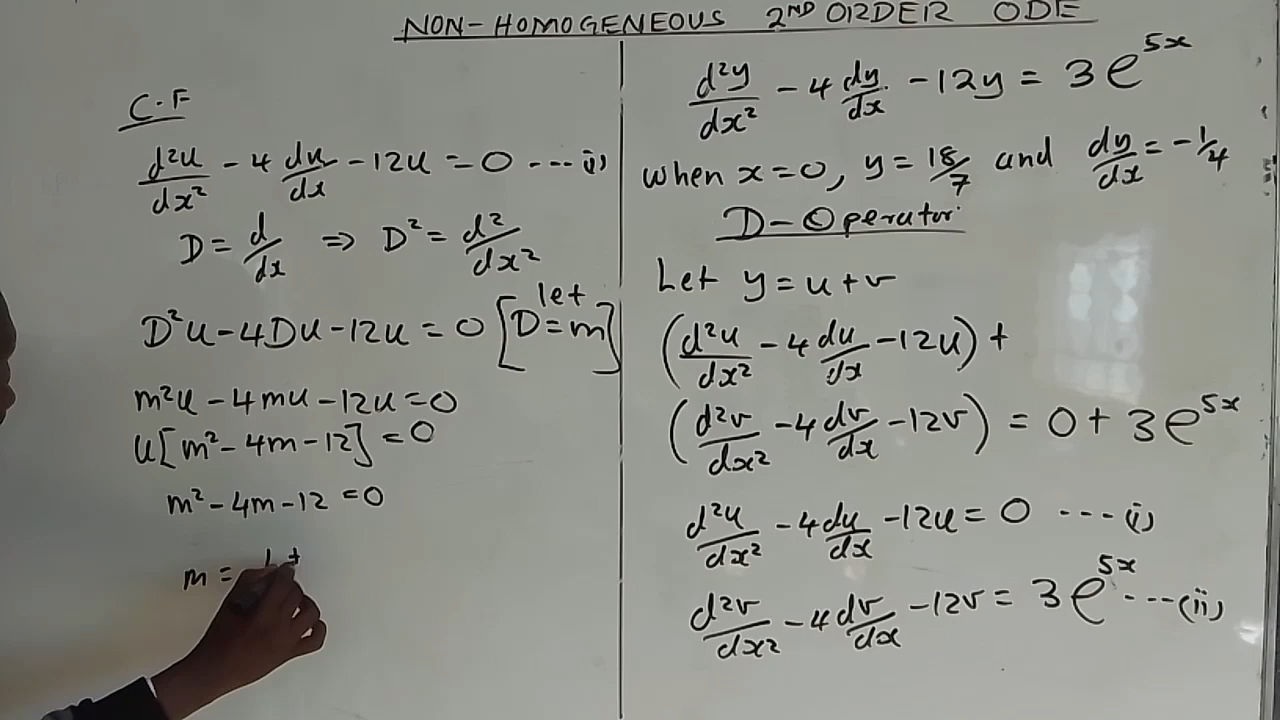 NON-HOMOGENEOUS 2ND ORDER ODE
C.F
d²u/dx² - 4 du/dx - 12u = 0 ---- (i)
D = d/dx ⇒ D² = d²/dx²
let
D²u - 4Du - 12u = 0 [D = m]
m²u - 4mu - 12u = 0
u[m² - 4m - 12] = 0
m² - 4m - 12 = 0
m =
d²y/dx² - 4 dy/dx - 12y = 3e^5x
when x = 0, y = 18/7 and dy/dx = -1/4
D-Operator
Let y = u + v
(d²u/dx² - 4 du/dx - 12u) +
(d²v/dx² - 4 dv/dx - 12v) = 0 + 3e^5x
d²u/dx² - 4 du/dx - 12u = 0 ---- (i)
d²v/dx² - 4 dv/dx - 12v = 3e^5x ---- (ii)